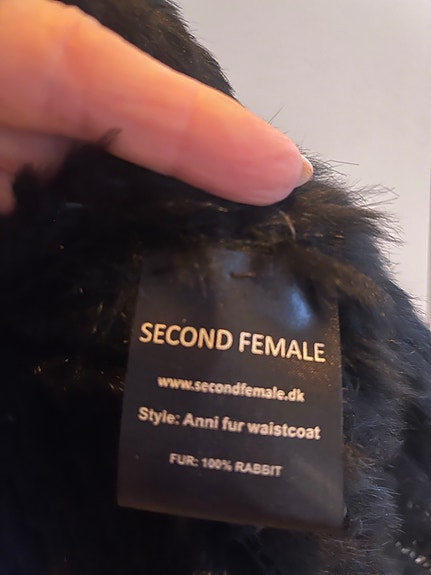 SECOND FEMALE
www.secondfemale.dk
Style: Anni fur waistcoat
FUR: 100% RABBIT